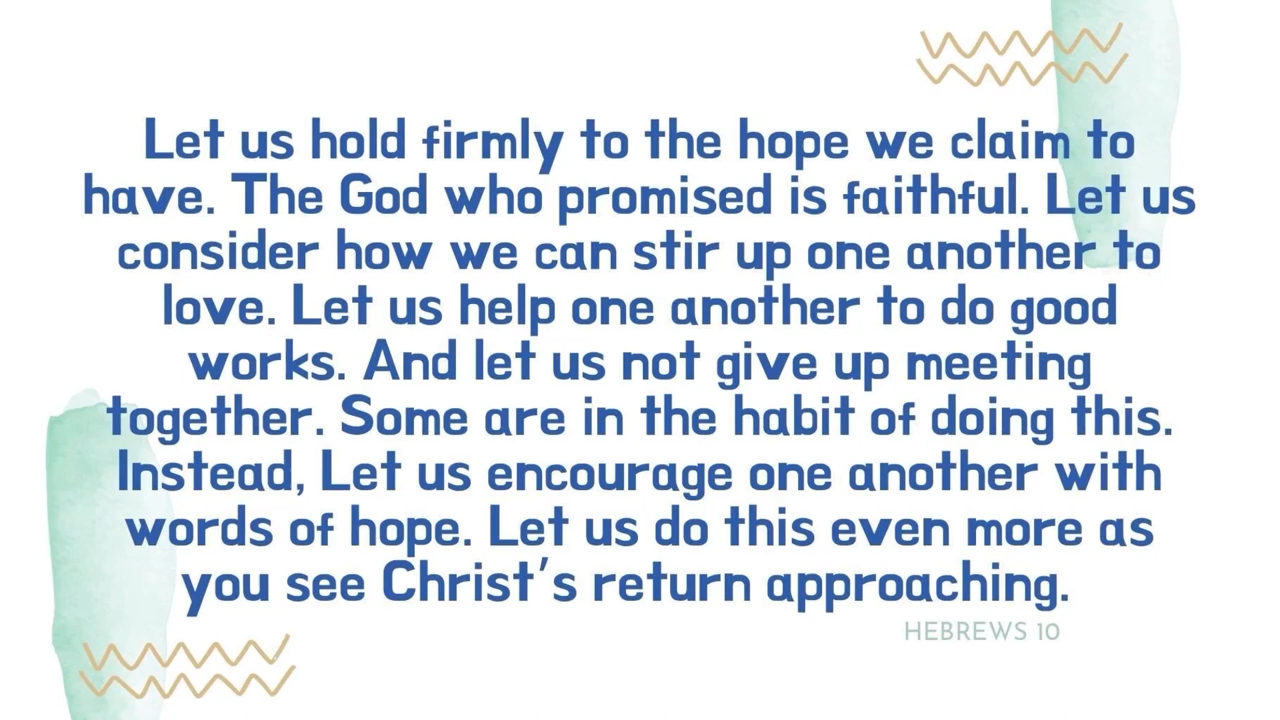 Let us hold firmly to the hope we claim to
have. The God who promised is faithful. Let us
consider how we can stir up one another to
love. Let us help one another to do good
works. And let us not give up meeting
together. Some are in the habit of doing this.
Instead, Let us encourage one another with
words of hope. Let us do this even more as
you see Christ's return approaching.
HEBREWS 10